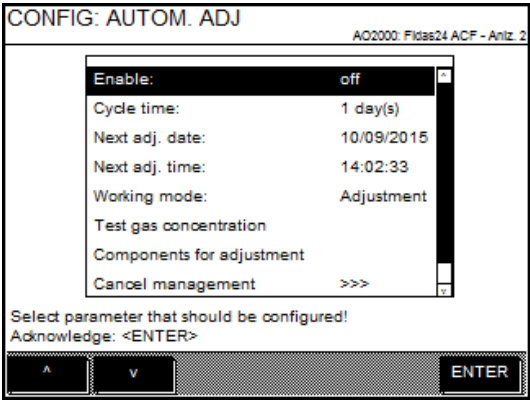 CONFIG: AUTOM. ADJ
AO2000: Fidas24 ACF - Anlz. 2
Enable: off
Cycle time: 1 day(s)
Next adj. date: 10/09/2015
Next adj. time: 14:02:33
Working mode: Adjustment
Test gas concentration
Components for adjustment
Cancel management >>>
Select parameter that should be configured!
Acknowledge: <ENTER>
^ v ENTER